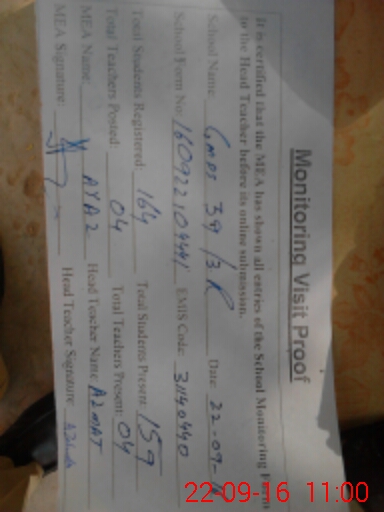 Monitoring Visit Proof
It is certified that the MEA has shown all entries of the School Monitoring Form
to the Head Teacher before its online submission.
School Name GMPS 39/3R Date 22-09-16
School Form No. EMIS Code 31140440
Total Students Registered: 164 Total Students Present 159
Total Teachers Posted: 04 Total Teachers Present: 04
MEA Name: AYAZ Head Teacher Name AZMAT
MEA Signature: Head Teacher Signature
22-09-16 11:00